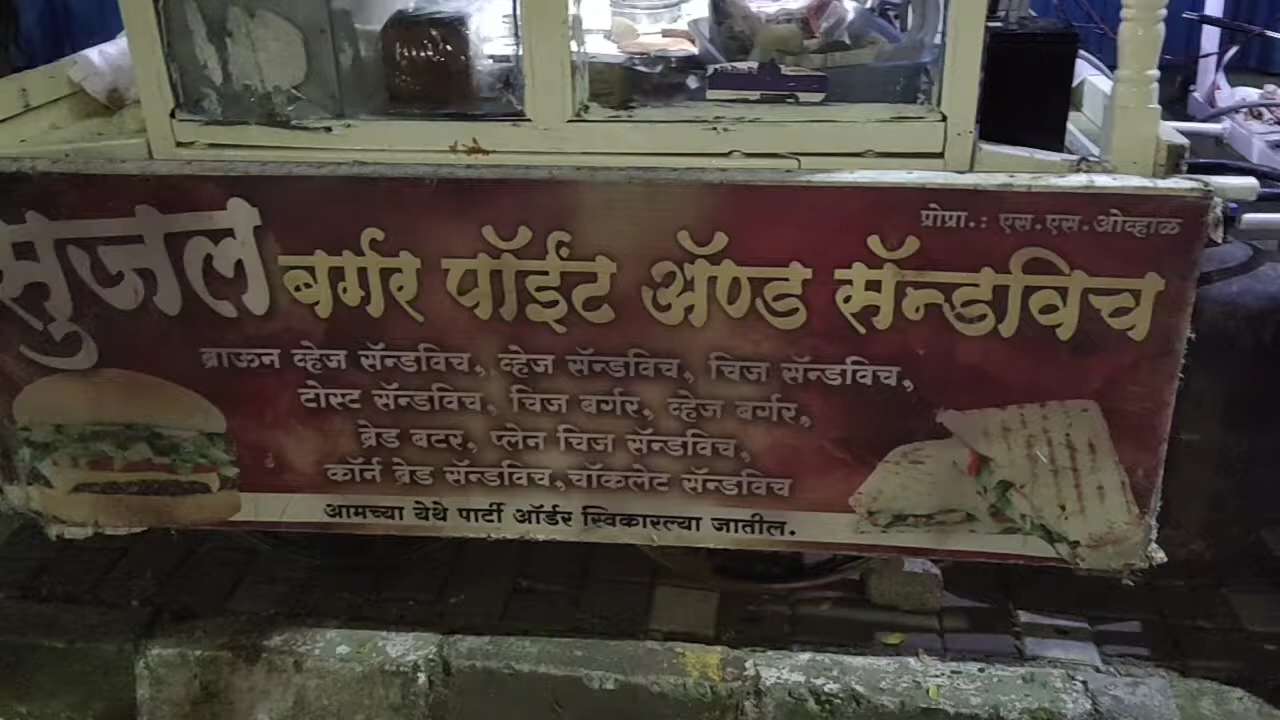 प्रोप्रा.: एस.एस.ओव्हाळ
सुजल बर्गर पॉईंट ॲण्ड सॅन्डविच
ब्राऊन व्हेज सॅन्डविच, व्हेज सॅन्डविच, चिज सॅन्डविच,
टोस्ट सॅन्डविच, चिज बर्गर, व्हेज बर्गर,
ब्रेड बटर, प्लेन चिज सॅन्डविच,
कॉर्न ब्रेड सॅन्डविच,चॉकलेट सॅन्डविच
आमच्या येथे पार्टी ऑर्डर स्विकारल्या जातील.